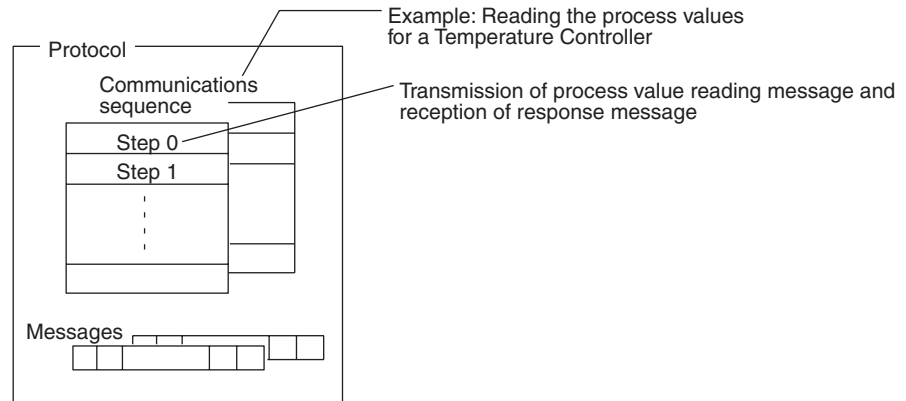 Example: Reading the process values
for a Temperature Controller
Protocol
Communications
sequence
Transmission of process value reading message and
reception of response message
Step 0
Step 1
Messages